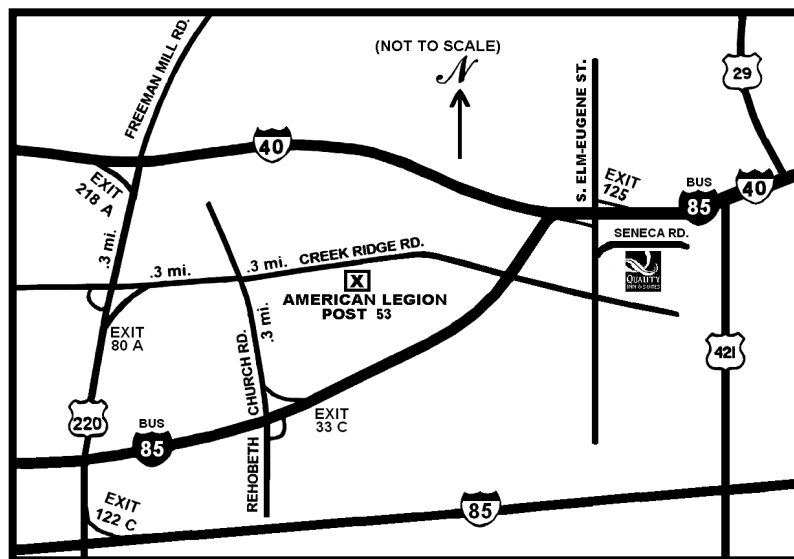 FREEMAN MILL RD.
(NOT TO SCALE)
N
29
40
S. ELM-EUGENE ST.
EXIT
125
BUS
85
40
EXIT
218 A
SENECA RD.
.3 mi.
.3 mi.
.3 mi.
CREEK RIDGE RD.
X
AMERICAN LEGION
POST 53
QUALITY
INN & SUITES
.3 mi.
EXIT
80 A
421
REHOBETH CHURCH RD.
220
EXIT
33 C
BUS
85
EXIT
122 C
85